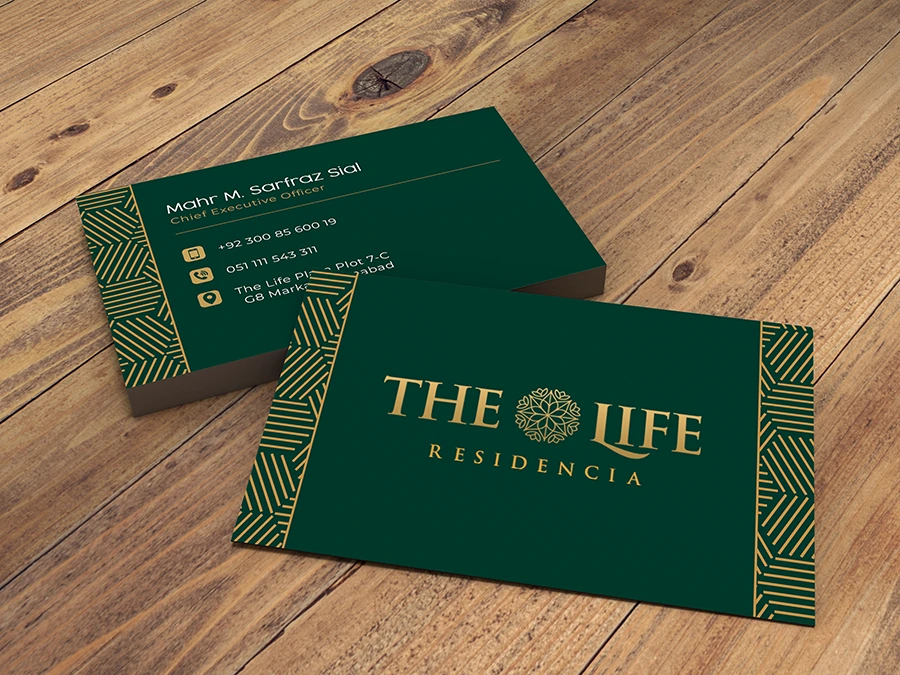 Mahr M. Sarfraz Sial
Chief Executive Officer
+92 300 85 600 19
051 111 543 311
The Life Plot 7-C
G8
THE LIFE
RESIDENCIA